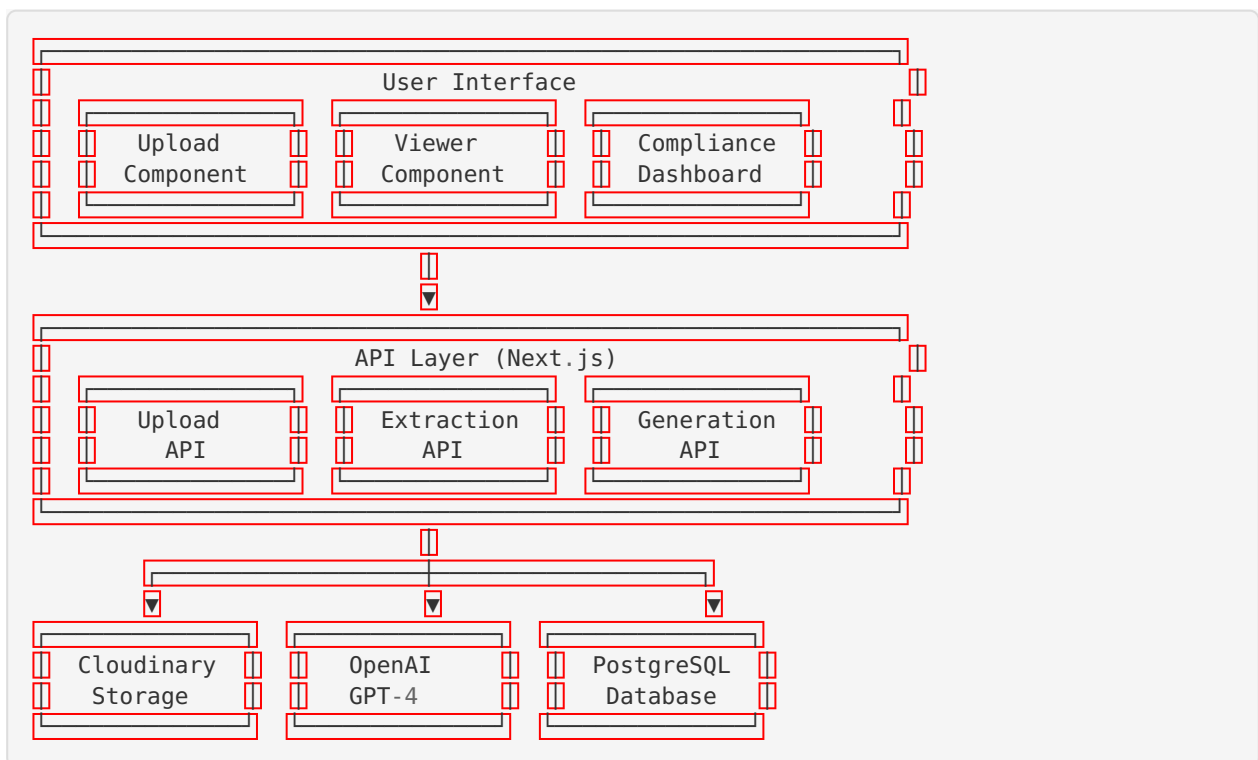 User Interface
Upload Viewer Compliance
Component Component Dashboard
▼
API Layer (Next.js)
Upload Extraction Generation
API API API
▼ ▼ ▼
Cloudinary OpenAI PostgreSQL
Storage GPT-4 Database